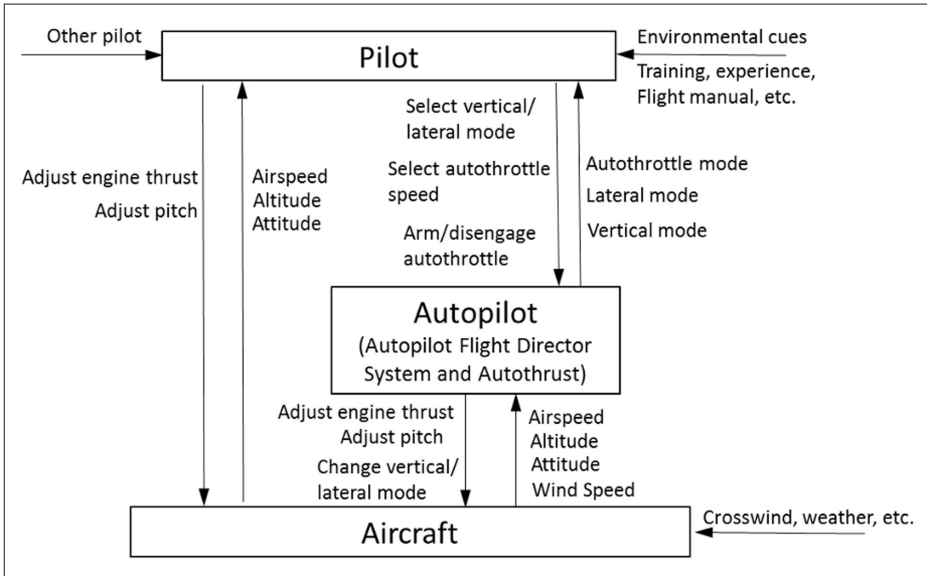 Other pilot
Pilot
Environmental cues
Training, experience,
Flight manual, etc.
Adjust engine thrust
Adjust pitch
Airspeed
Altitude
Attitude
Select vertical/
lateral mode
Select autothrottle
speed
Arm/disengage
autothrottle
Autothrottle mode
Lateral mode
Vertical mode
Autopilot
(Autopilot Flight Director
System and Autothrust)
Adjust engine thrust
Adjust pitch
Change vertical/
lateral mode
Airspeed
Altitude
Attitude
Wind Speed
Aircraft
Crosswind, weather, etc.